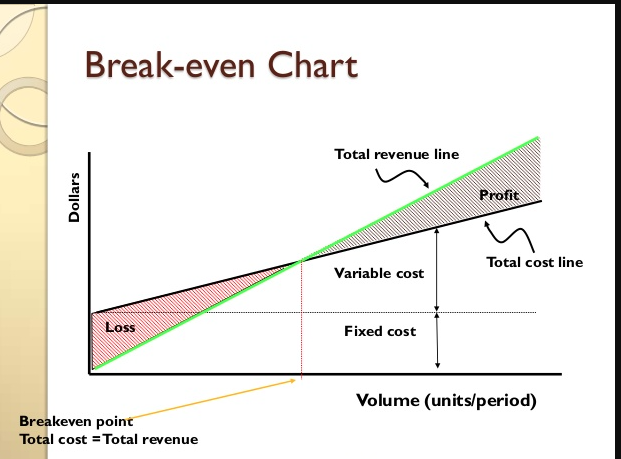 Break-even Chart
Total revenue line
Dollars
Profit
Variable cost
Total cost line
Loss
Fixed cost
Volume (units/period)
Breakeven point
Total cost = Total revenue